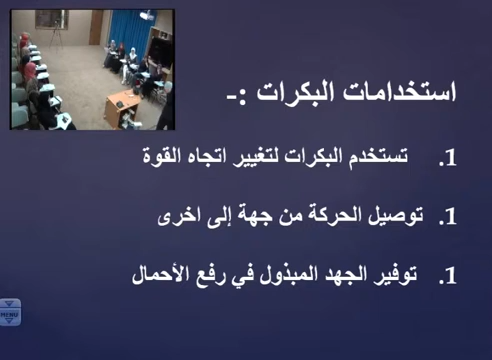 استخدامات البكرات :-
1. تستخدم البكرات لتغيير اتجاه القوة
1. توصيل الحركة من جهة إلى اخرى
1. توفير الجهد المبذول في رفع الأحمال
MENU